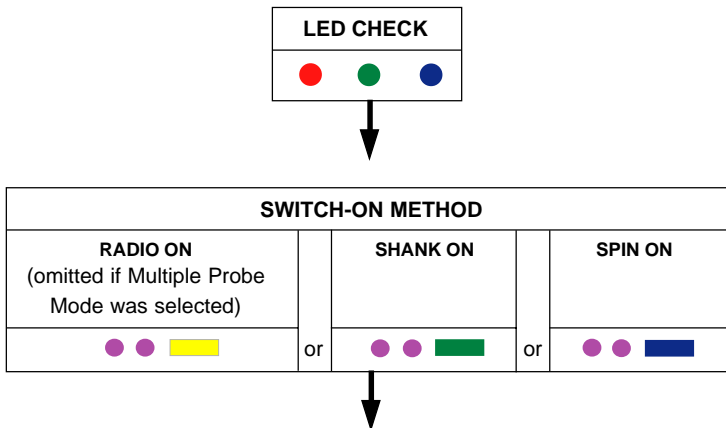 LED CHECK
SWITCH-ON METHOD
RADIO ON
(omitted if Multiple Probe
Mode was selected)
or
SHANK ON
or
SPIN ON